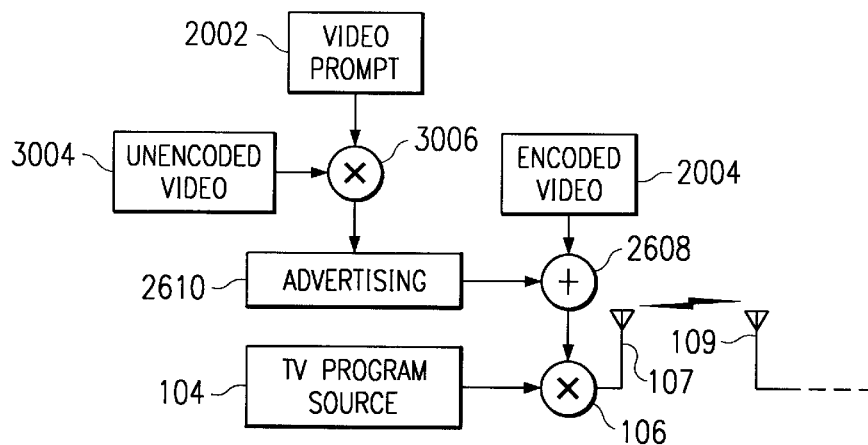 2002
VIDEO
PROMPT
3004
UNENCODED
VIDEO
3006
ENCODED
VIDEO
2004
2610
ADVERTISING
2608
+
104
TV PROGRAM
SOURCE
×
106
107
109